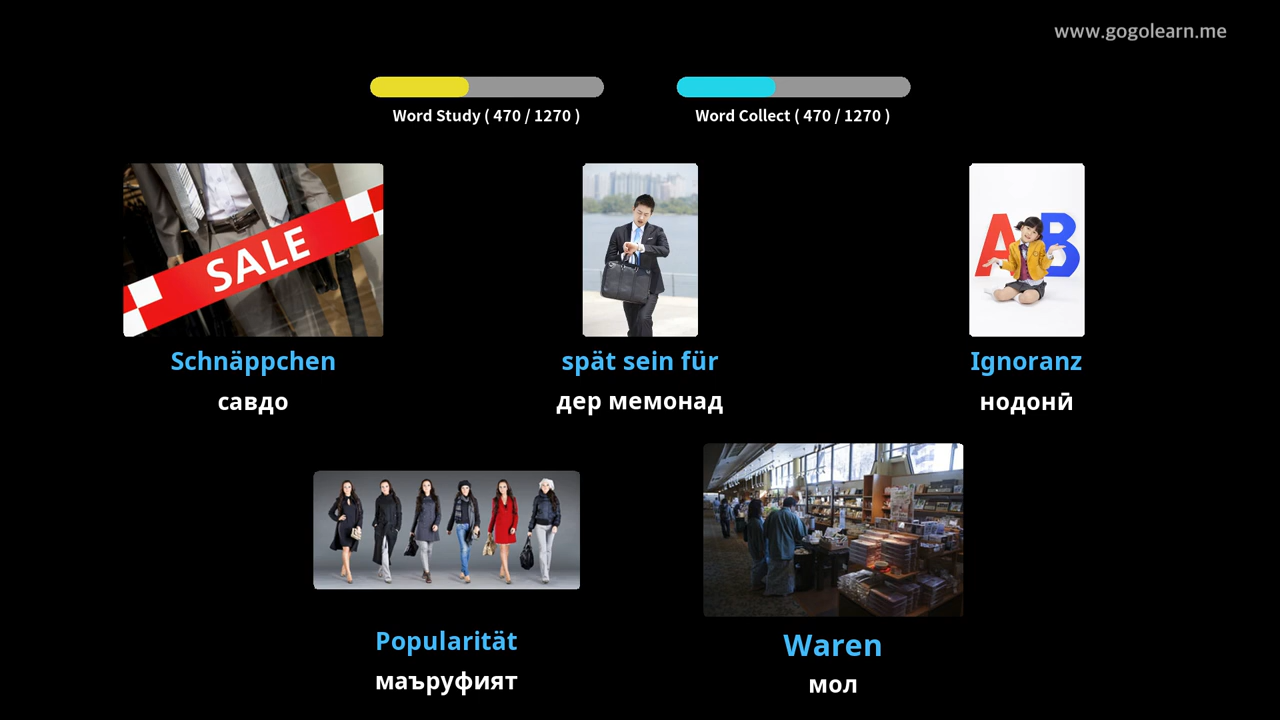 www.gogolearn.me
Word Study ( 470 / 1270 )
Word Collect ( 470 / 1270 )
SALE
A B
Schnäppchen
spät sein für
Ignoranz
савдо
дер мемонад
нодонӣ
Popularität
Waren
маъруфият
мол